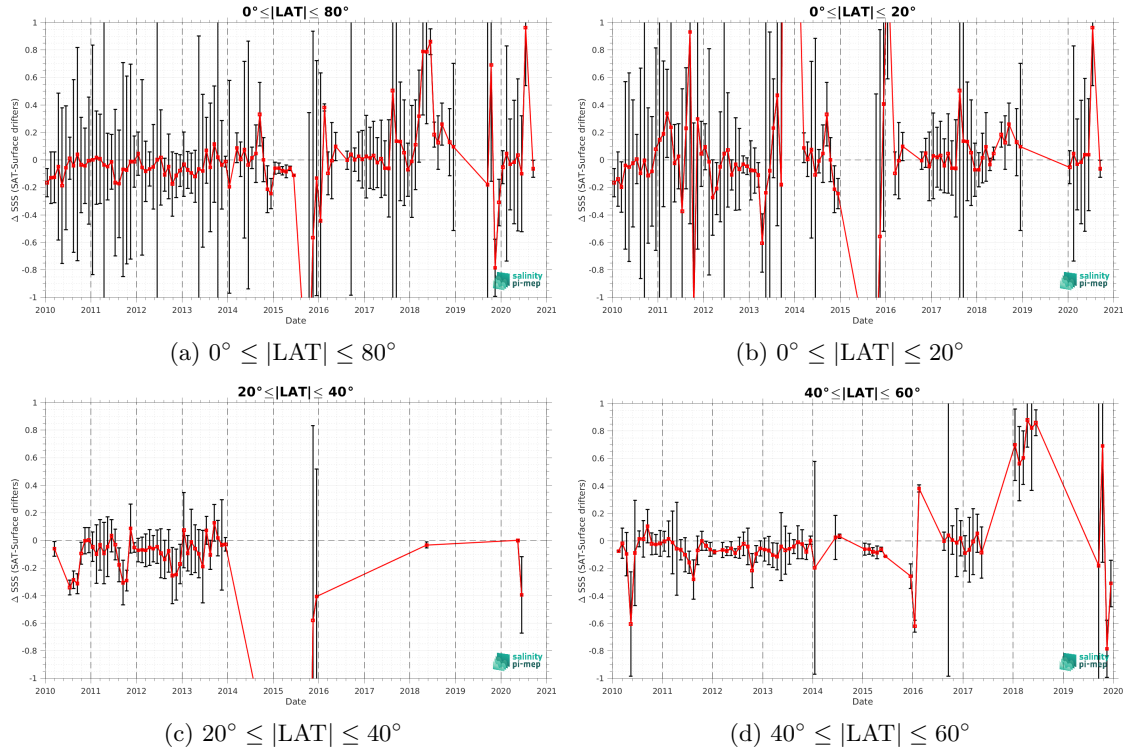 0°≤|LAT|≤ 80°
Δ SSS (SAT-Surface drifters)
1
0.8
0.6
0.4
0.2
0
-0.2
-0.4
-0.6
-0.8
-1
salinity
pi-mep
2010 2011 2012 2013 2014 2015 2016 2017 2018 2019 2020 2021
Date
(a) 0° ≤ |LAT| ≤ 80°
0°≤|LAT|≤ 20°
Δ SSS (SAT-Surface drifters)
1
0.8
0.6
0.4
0.2
0
-0.2
-0.4
-0.6
-0.8
-1
salinity
pi-mep
2010 2011 2012 2013 2014 2015 2016 2017 2018 2019 2020 2021
Date
(b) 0° ≤ |LAT| ≤ 20°
20°≤|LAT|≤ 40°
Δ SSS (SAT-Surface drifters)
1
0.8
0.6
0.4
0.2
0
-0.2
-0.4
-0.6
-0.8
-1
salinity
pi-mep
2010 2011 2012 2013 2014 2015 2016 2017 2018 2019 2020 2021
Date
(c) 20° ≤ |LAT| ≤ 40°
40°≤|LAT|≤ 60°
Δ SSS (SAT-Surface drifters)
1
0.8
0.6
0.4
0.2
0
-0.2
-0.4
-0.6
-0.8
-1
salinity
pi-mep
2010 2011 2012 2013 2014 2015 2016 2017 2018 2019 2020
Date
(d) 40° ≤ |LAT| ≤ 60°